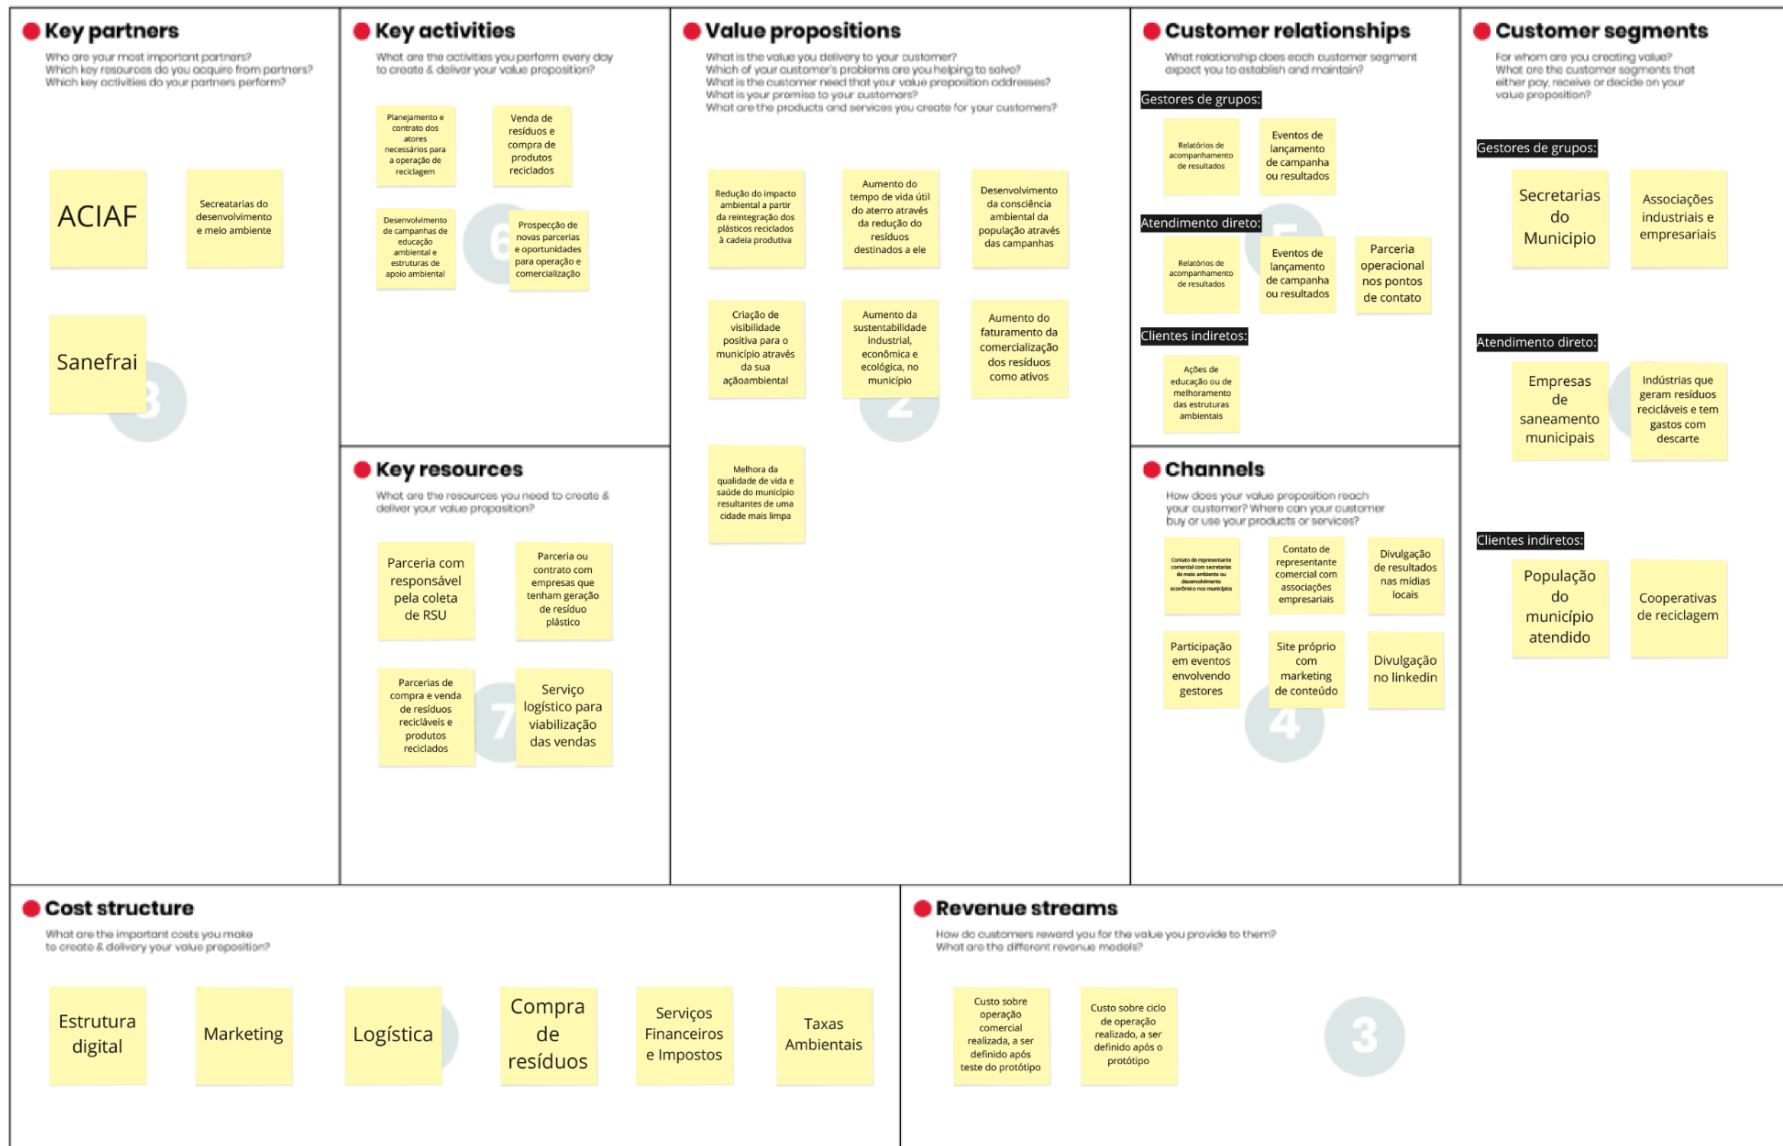 Key partners
Who are your most important partners?
Which key resources do you acquire from partners?
Which key activities do your partners perform?
ACIAF
Secreatarias do
desenvolvimento
e meio ambiente
Sanefrai
8
Key activities
What are the activities you perform every day
to create & deliver your value proposition?
Planejamento e
contrato dos
atores
necessários para
a operação de
reciclagem
Venda de
resíduos e
compra de
produtos
reciclados
Desenvolvimento
de campanhas de
educação
ambiental e
estruturas de
apoio ambiental
Prospecção de
novas parcerias
e oportunidades
para operação e
comercialização
6
Key resources
What are the resources you need to create &
deliver your value proposition?
Parceria com
responsável
pela coleta
de RSU
Parceria ou
contrato com
empresas que
tenham geração
de resíduo
plástico
Parcerias de
compra e venda
de resíduos
recicláveis e
produtos
reciclados
Serviço
logístico para
viabilização
das vendas
7
Value propositions
What is the value you delivery to your customer?
Which of your customer's problems are you helping to solve?
What is the customer need that your value proposition addresses?
What is your promise to your customers?
What are the products and services you create for your customers?
Redução do impacto
ambiental a partir
da reintegração dos
plásticos reciclados
à cadeia produtiva
Aumento do
tempo de vida útil
do aterro através
da redução do
resíduos
destinados a ele
Desenvolvimento
da consciência
ambiental da
população através
das campanhas
Criação de
visibilidade
positiva para o
município através
da sua
açãoambiental
Aumento da
sustentabilidade
industrial,
econômica e
ecológica, no
município
Aumento do
faturamento da
comercialização
dos resíduos
como ativos
2
Melhora da
qualidade de vida e
saúde do município
resultantes de uma
cidade mais limpa
Customer relationships
What relationship does each customer segment
expect you to establish and maintain?
Gestores de grupos:
Relatórios de
acompanhamento
de resultados
Eventos de
lançamento
de campanha
ou resultados
Atendimento direto:
Relatórios de
acompanhamento
de resultados
Eventos de
lançamento
de campanha
ou resultados
Parceria
operacional
nos pontos
de contato
Clientes indiretos:
Ações de
educação ou de
melhoramento
das estruturas
ambientais
Channels
How does your value proposition reach
your customer? Where can your customer
buy or use your products or services?
Contato de representante
comercial com secretarias
de meio ambiente ou
desenvolvimento
econômico nos municípios
Contato de
representante
comercial com
associações
empresariais
Divulgação
de resultados
nas mídias
locais
Participação
em eventos
envolvendo
gestores
Site próprio
com
marketing
de conteúdo
Divulgação
no linkedin
4
Customer segments
For whom are you creating value?
What are the customer segments that
either pay, receive or decide on your
value proposition?
Gestores de grupos:
Secretarias
do
Municipio
Associações
industriais e
empresariais
Atendimento direto:
Empresas
de
saneamento
municipais
Indústrias que
geram resíduos
recicláveis e tem
gastos com
descarte
Clientes indiretos:
População
do
município
atendido
Cooperativas
de reciclagem
Cost structure
What are the important costs you make
to create & delivery your value proposition?
Estrutura
digital
Marketing
Logística
Compra
de
resíduos
Serviços
Financeiros
e Impostos
Taxas
Ambientais
Revenue streams
How do customers reward you for the value you provide to them?
What are the different revenue models?
Custo sobre
operação
comercial
realizada, a ser
definido após
teste do protótipo
Custo sobre ciclo
de operação
realizado, a ser
definido após o
protótipo
3